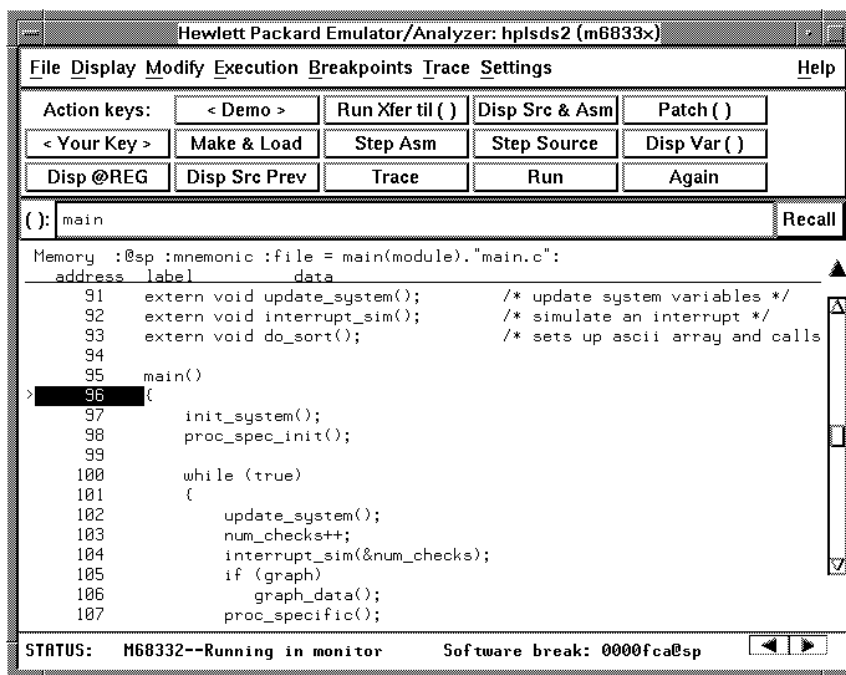 Hewlett Packard Emulator/Analyzer: hplsds2 (m6833x)
File Display Modify Execution Breakpoints Trace Settings Help
Action keys: < Demo > Run Xfer til ( ) Disp Src & Asm Patch ( )
< Your Key > Make & Load Step Asm Step Source Disp Var ( )
Disp @REG Disp Src Prev Trace Run Again
( ): main Recall
Memory :@sp :mnemonic :file = main(module)."main.c":
address label data
91 extern void update_system(); /* update system variables */
92 extern void interrupt_sim(); /* simulate an interrupt */
93 extern void do_sort(); /* sets up ascii array and calls
94
95 main()
> 96 {
97 init_system();
98 proc_spec_init();
99
100 while (true)
101 {
102 update_system();
103 num_checks++;
104 interrupt_sim(&num_checks);
105 if (graph)
106 graph_data();
107 proc_specific();
STATUS: M68332--Running in monitor Software break: 0000fca@sp